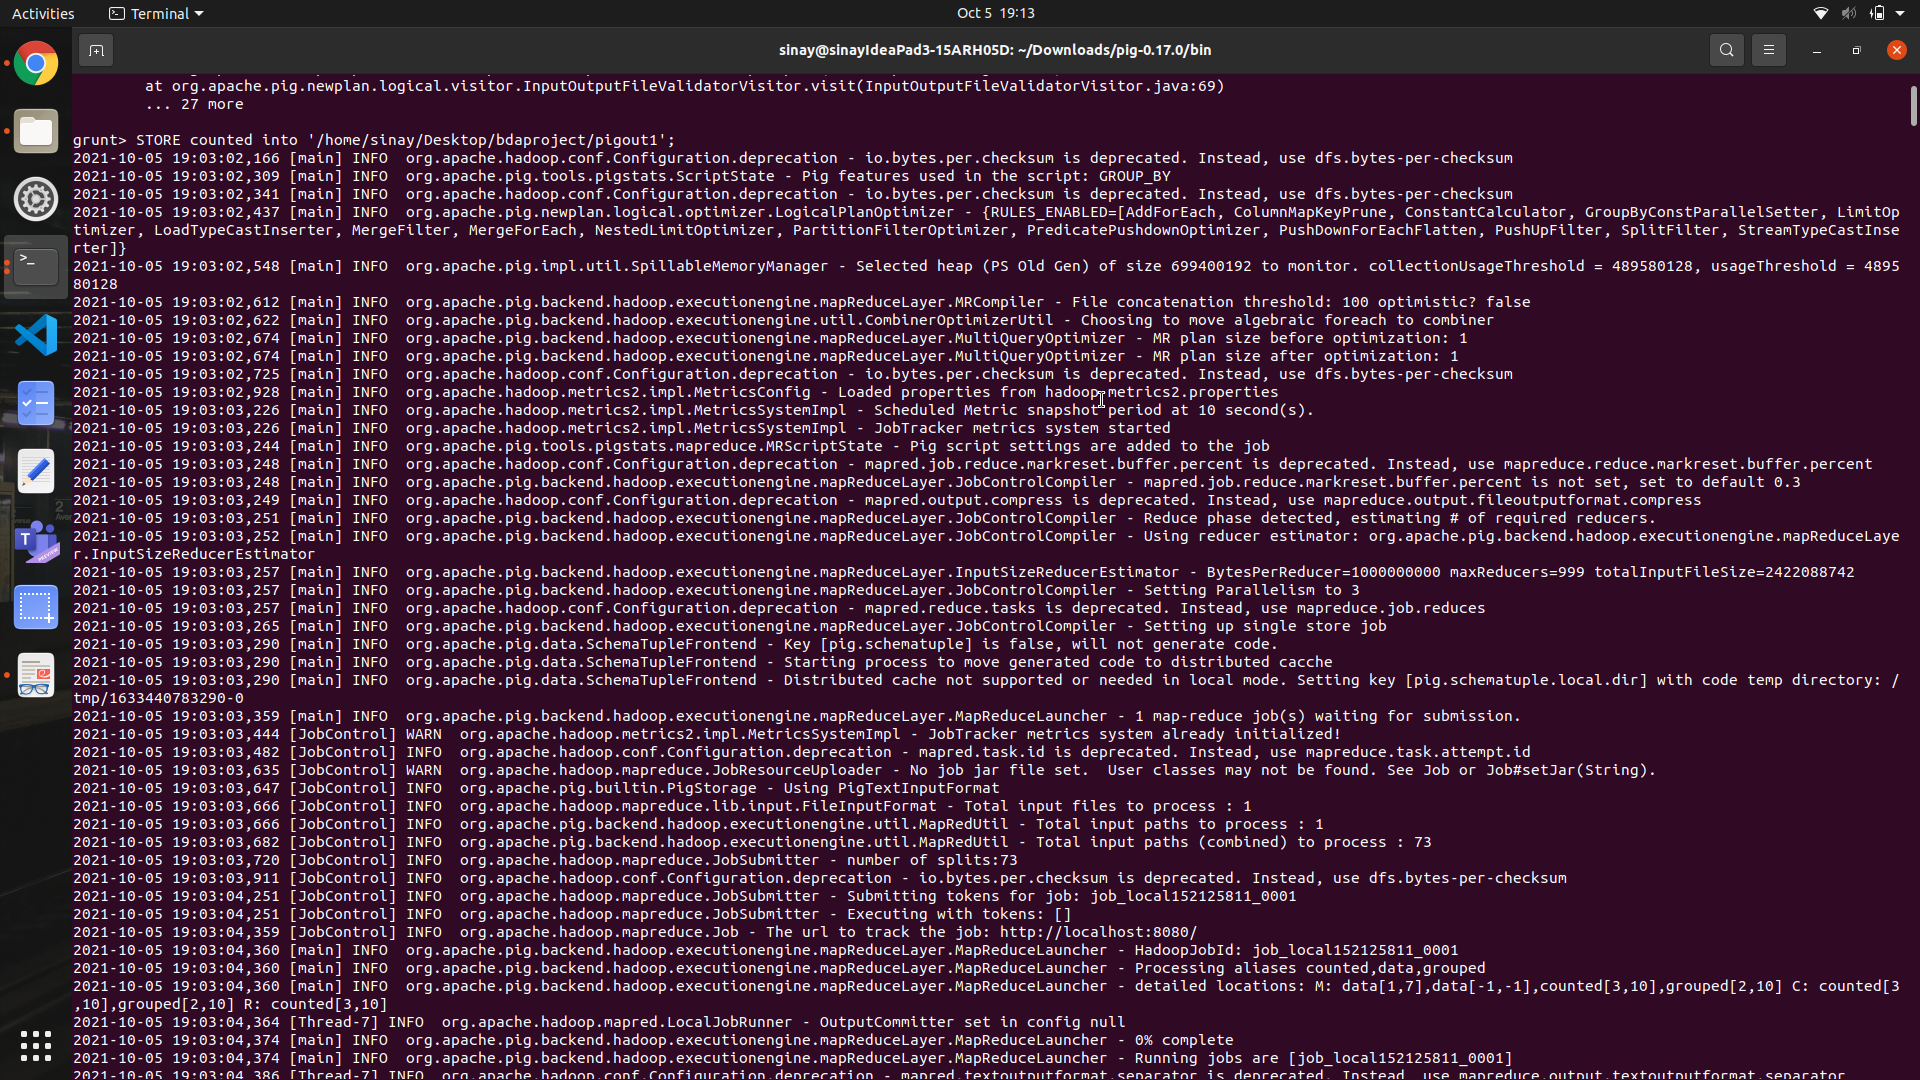 Activities
Terminal
Oct 5 19:13
sinay@sinayIdeaPad3-15ARH05D: ~/Downloads/pig-0.17.0/bin
at org.apache.pig.newplan.logical.visitor.InputOutputFileValidatorVisitor.visit(InputOutputFileValidatorVisitor.java:69)
... 27 more
grunt> STORE counted into '/home/sinay/Desktop/bdaproject/pigout1';
2021-10-05 19:03:02,166 [main] INFO  org.apache.hadoop.conf.Configuration.deprecation - io.bytes.per.checksum is deprecated. Instead, use dfs.bytes-per-checksum
2021-10-05 19:03:02,309 [main] INFO  org.apache.pig.tools.pigstats.ScriptState - Pig features used in the script: GROUP_BY
2021-10-05 19:03:02,341 [main] INFO  org.apache.hadoop.conf.Configuration.deprecation - io.bytes.per.checksum is deprecated. Instead, use dfs.bytes-per-checksum
2021-10-05 19:03:02,437 [main] INFO  org.apache.pig.newplan.logical.optimizer.LogicalPlanOptimizer - {RULES_ENABLED=[AddForEach, ColumnMapKeyPrune, ConstantCalculator, GroupByConstParallelSetter, LimitOp
timizer, LoadTypeCastInserter, MergeFilter, MergeForEach, NestedLimitOptimizer, PartitionFilterOptimizer, PredicatePushdownOptimizer, PushDownForEachFlatten, PushUpFilter, SplitFilter, StreamTypeCastInse
rter]}
2021-10-05 19:03:02,548 [main] INFO  org.apache.pig.impl.util.SpillableMemoryManager - Selected heap (PS Old Gen) of size 699400192 to monitor. collectionUsageThreshold = 489580128, usageThreshold = 4895
80128
2021-10-05 19:03:02,612 [main] INFO  org.apache.pig.backend.hadoop.executionengine.mapReduceLayer.MRCompiler - File concatenation threshold: 100 optimistic? false
2021-10-05 19:03:02,622 [main] INFO  org.apache.pig.backend.hadoop.executionengine.util.CombinerOptimizerUtil - Choosing to move algebraic foreach to combiner
2021-10-05 19:03:02,674 [main] INFO  org.apache.pig.backend.hadoop.executionengine.mapReduceLayer.MultiQueryOptimizer - MR plan size before optimization: 1
2021-10-05 19:03:02,674 [main] INFO  org.apache.pig.backend.hadoop.executionengine.mapReduceLayer.MultiQueryOptimizer - MR plan size after optimization: 1
2021-10-05 19:03:02,725 [main] INFO  org.apache.hadoop.conf.Configuration.deprecation - io.bytes.per.checksum is deprecated. Instead, use dfs.bytes-per-checksum
2021-10-05 19:03:02,928 [main] INFO  org.apache.hadoop.metrics2.impl.MetricsConfig - Loaded properties from hadoop-metrics2.properties
2021-10-05 19:03:03,226 [main] INFO  org.apache.hadoop.metrics2.impl.MetricsSystemImpl - Scheduled Metric snapshot period at 10 second(s).
2021-10-05 19:03:03,226 [main] INFO  org.apache.hadoop.metrics2.impl.MetricsSystemImpl - JobTracker metrics system started
2021-10-05 19:03:03,244 [main] INFO  org.apache.pig.tools.pigstats.mapreduce.MRScriptState - Pig script settings are added to the job
2021-10-05 19:03:03,248 [main] INFO  org.apache.hadoop.conf.Configuration.deprecation - mapred.job.reduce.markreset.buffer.percent is deprecated. Instead, use mapreduce.reduce.markreset.buffer.percent
2021-10-05 19:03:03,248 [main] INFO  org.apache.pig.backend.hadoop.executionengine.mapReduceLayer.JobControlCompiler - mapred.job.reduce.markreset.buffer.percent is not set, set to default 0.3
2021-10-05 19:03:03,249 [main] INFO  org.apache.hadoop.conf.Configuration.deprecation - mapred.output.compress is deprecated. Instead, use mapreduce.output.fileoutputformat.compress
2021-10-05 19:03:03,251 [main] INFO  org.apache.pig.backend.hadoop.executionengine.mapReduceLayer.JobControlCompiler - Reduce phase detected, estimating # of required reducers.
2021-10-05 19:03:03,252 [main] INFO  org.apache.pig.backend.hadoop.executionengine.mapReduceLayer.JobControlCompiler - Using reducer estimator: org.apache.pig.backend.hadoop.executionengine.mapReduceLaye
r.InputSizeReducerEstimator
2021-10-05 19:03:03,257 [main] INFO  org.apache.pig.backend.hadoop.executionengine.mapReduceLayer.InputSizeReducerEstimator - BytesPerReducer=1000000000 maxReducers=999 totalInputFileSize=2422088742
2021-10-05 19:03:03,257 [main] INFO  org.apache.pig.backend.hadoop.executionengine.mapReduceLayer.JobControlCompiler - Setting Parallelism to 3
2021-10-05 19:03:03,257 [main] INFO  org.apache.hadoop.conf.Configuration.deprecation - mapred.reduce.tasks is deprecated. Instead, use mapreduce.job.reduces
2021-10-05 19:03:03,265 [main] INFO  org.apache.pig.backend.hadoop.executionengine.mapReduceLayer.JobControlCompiler - Setting up single store job
2021-10-05 19:03:03,290 [main] INFO  org.apache.pig.data.SchemaTupleFrontend - Key [pig.schematuple] is false, will not generate code.
2021-10-05 19:03:03,290 [main] INFO  org.apache.pig.data.SchemaTupleFrontend - Starting process to move generated code to distributed cacche
2021-10-05 19:03:03,290 [main] INFO  org.apache.pig.data.SchemaTupleFrontend - Distributed cache not supported or needed in local mode. Setting key [pig.schematuple.local.dir] with code temp directory: /
tmp/1633440783290-0
2021-10-05 19:03:03,359 [main] INFO  org.apache.pig.backend.hadoop.executionengine.mapReduceLayer.MapReduceLauncher - 1 map-reduce job(s) waiting for submission.
2021-10-05 19:03:03,444 [JobControl] WARN  org.apache.hadoop.metrics2.impl.MetricsSystemImpl - JobTracker metrics system already initialized!
2021-10-05 19:03:03,482 [JobControl] INFO  org.apache.hadoop.conf.Configuration.deprecation - mapred.task.id is deprecated. Instead, use mapreduce.task.attempt.id
2021-10-05 19:03:03,635 [JobControl] WARN  org.apache.hadoop.mapreduce.JobResourceUploader - No job jar file set.  User classes may not be found. See Job or Job#setJar(String).
2021-10-05 19:03:03,647 [JobControl] INFO  org.apache.pig.builtin.PigStorage - Using PigTextInputFormat
2021-10-05 19:03:03,666 [JobControl] INFO  org.apache.hadoop.mapreduce.lib.input.FileInputFormat - Total input files to process : 1
2021-10-05 19:03:03,666 [JobControl] INFO  org.apache.pig.backend.hadoop.executionengine.util.MapRedUtil - Total input paths to process : 1
2021-10-05 19:03:03,682 [JobControl] INFO  org.apache.pig.backend.hadoop.executionengine.util.MapRedUtil - Total input paths (combined) to process : 73
2021-10-05 19:03:03,720 [JobControl] INFO  org.apache.hadoop.mapreduce.JobSubmitter - number of splits:73
2021-10-05 19:03:03,911 [JobControl] INFO  org.apache.hadoop.conf.Configuration.deprecation - io.bytes.per.checksum is deprecated. Instead, use dfs.bytes-per-checksum
2021-10-05 19:03:04,251 [JobControl] INFO  org.apache.hadoop.mapreduce.JobSubmitter - Submitting tokens for job: job_local152125811_0001
2021-10-05 19:03:04,251 [JobControl] INFO  org.apache.hadoop.mapreduce.JobSubmitter - Executing with tokens: []
2021-10-05 19:03:04,359 [JobControl] INFO  org.apache.hadoop.mapreduce.Job - The url to track the job: http://localhost:8080/
2021-10-05 19:03:04,360 [main] INFO  org.apache.pig.backend.hadoop.executionengine.mapReduceLayer.MapReduceLauncher - HadoopJobId: job_local152125811_0001
2021-10-05 19:03:04,360 [main] INFO  org.apache.pig.backend.hadoop.executionengine.mapReduceLayer.MapReduceLauncher - Processing aliases counted,data,grouped
2021-10-05 19:03:04,360 [main] INFO  org.apache.pig.backend.hadoop.executionengine.mapReduceLayer.MapReduceLauncher - detailed locations: M: data[1,7],data[-1,-1],counted[3,10],grouped[2,10] C: counted[3
,10],grouped[2,10] R: counted[3,10]
2021-10-05 19:03:04,364 [Thread-7] INFO  org.apache.hadoop.mapred.LocalJobRunner - OutputCommitter set in config null
2021-10-05 19:03:04,374 [main] INFO  org.apache.pig.backend.hadoop.executionengine.mapReduceLayer.MapReduceLauncher - 0% complete
2021-10-05 19:03:04,374 [main] INFO  org.apache.pig.backend.hadoop.executionengine.mapReduceLayer.MapReduceLauncher - Running jobs are [job_local152125811_0001]
2021-10-05 19:03:04,386 [Thread-7] INFO  org.apache.hadoop.conf.Configuration.deprecation - mapred.textoutputformat.separator is deprecated. Instead, use mapreduce.output.textoutputformat.separator